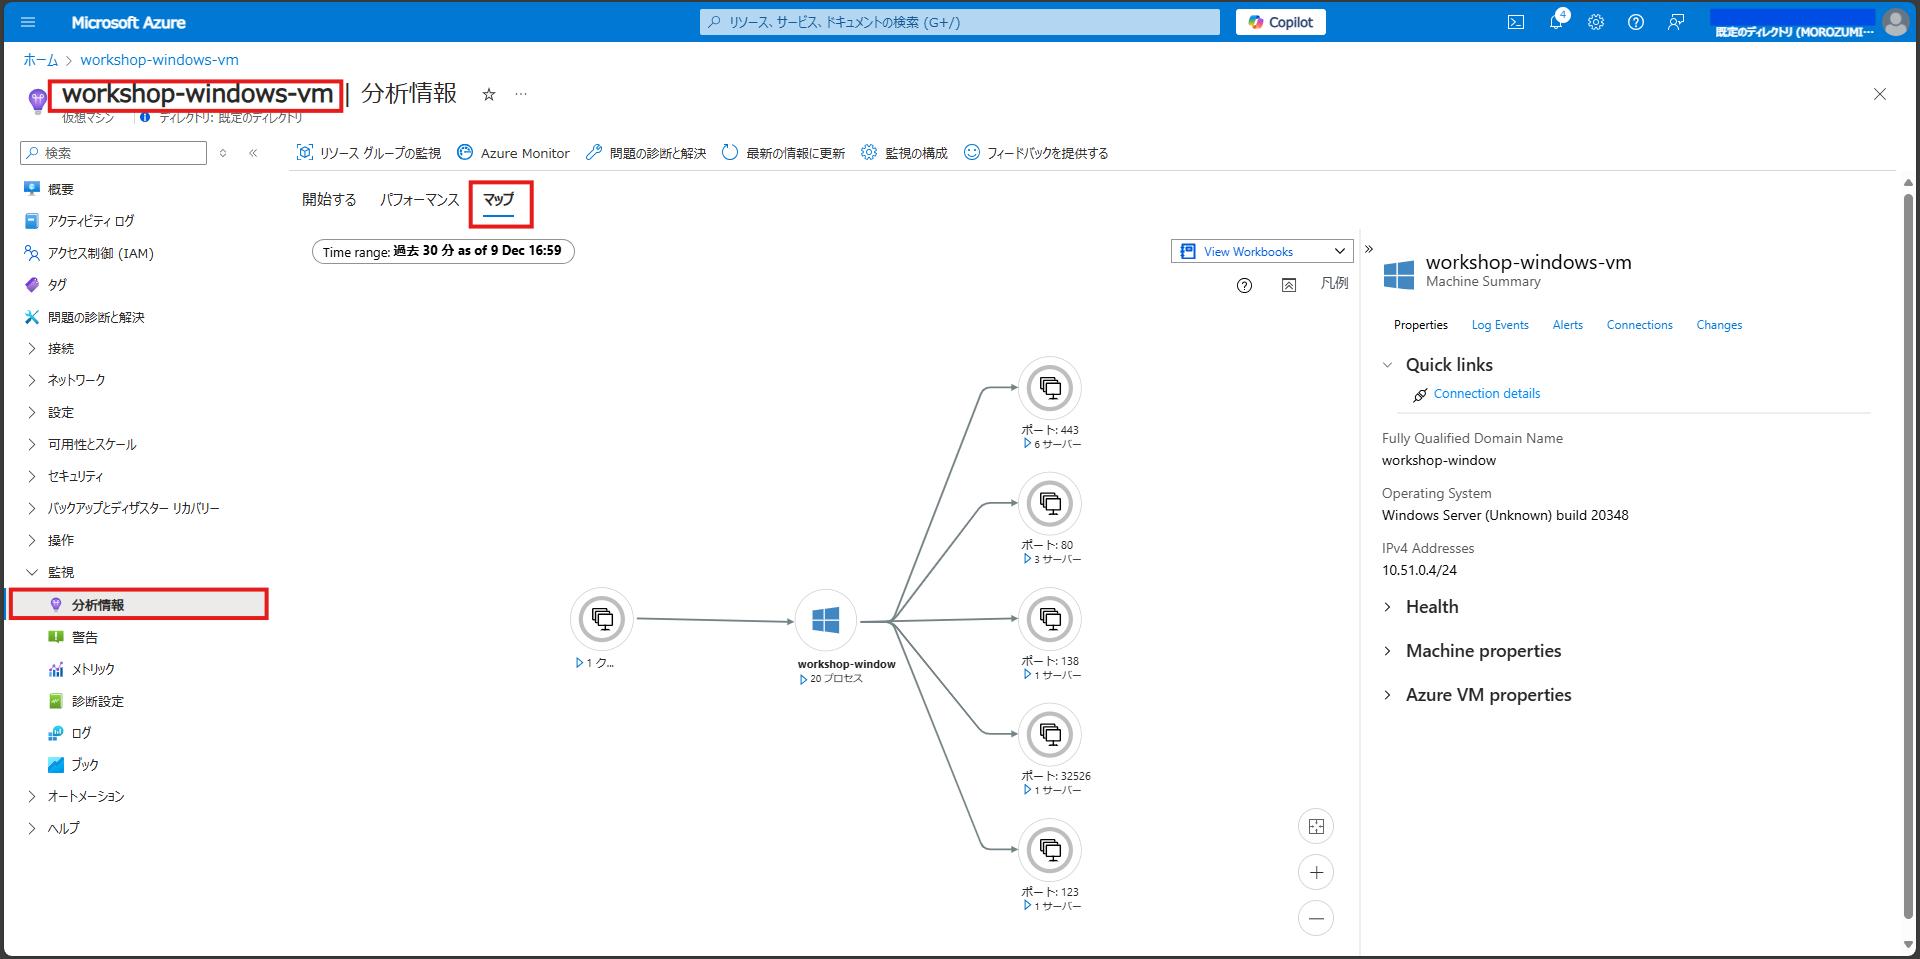 Microsoft Azure
リソース、サービス、ドキュメントの検索 (G+/)
Copilot
4
既定のディレクトリ (MOROZUMI…
ホーム > workshop-windows-vm
workshop-windows-vm | 分析情報
仮想マシン
ディレクトリ: 既定のディレクトリ
検索
概要
アクティビティ ログ
アクセス制御 (IAM)
タグ
問題の診断と解決
接続
ネットワーク
設定
可用性とスケール
セキュリティ
バックアップとディザスター リカバリー
操作
監視
分析情報
警告
メトリック
診断設定
ログ
ブック
オートメーション
ヘルプ
リソース グループの監視
Azure Monitor
問題の診断と解決
最新の情報に更新
監視の構成
フィードバックを提供する
開始する
パフォーマンス
マップ
Time range: 過去 30 分 as of 9 Dec 16:59
View Workbooks
凡例
1 ク...
workshop-window
20 プロセス
ポート: 443
6 サーバー
ポート: 80
3 サーバー
ポート: 138
1 サーバー
ポート: 32526
1 サーバー
ポート: 123
1 サーバー
workshop-windows-vm
Machine Summary
Properties
Log Events
Alerts
Connections
Changes
Quick links
Connection details
Fully Qualified Domain Name
workshop-window
Operating System
Windows Server (Unknown) build 20348
IPv4 Addresses
10.51.0.4/24
Health
Machine properties
Azure VM properties